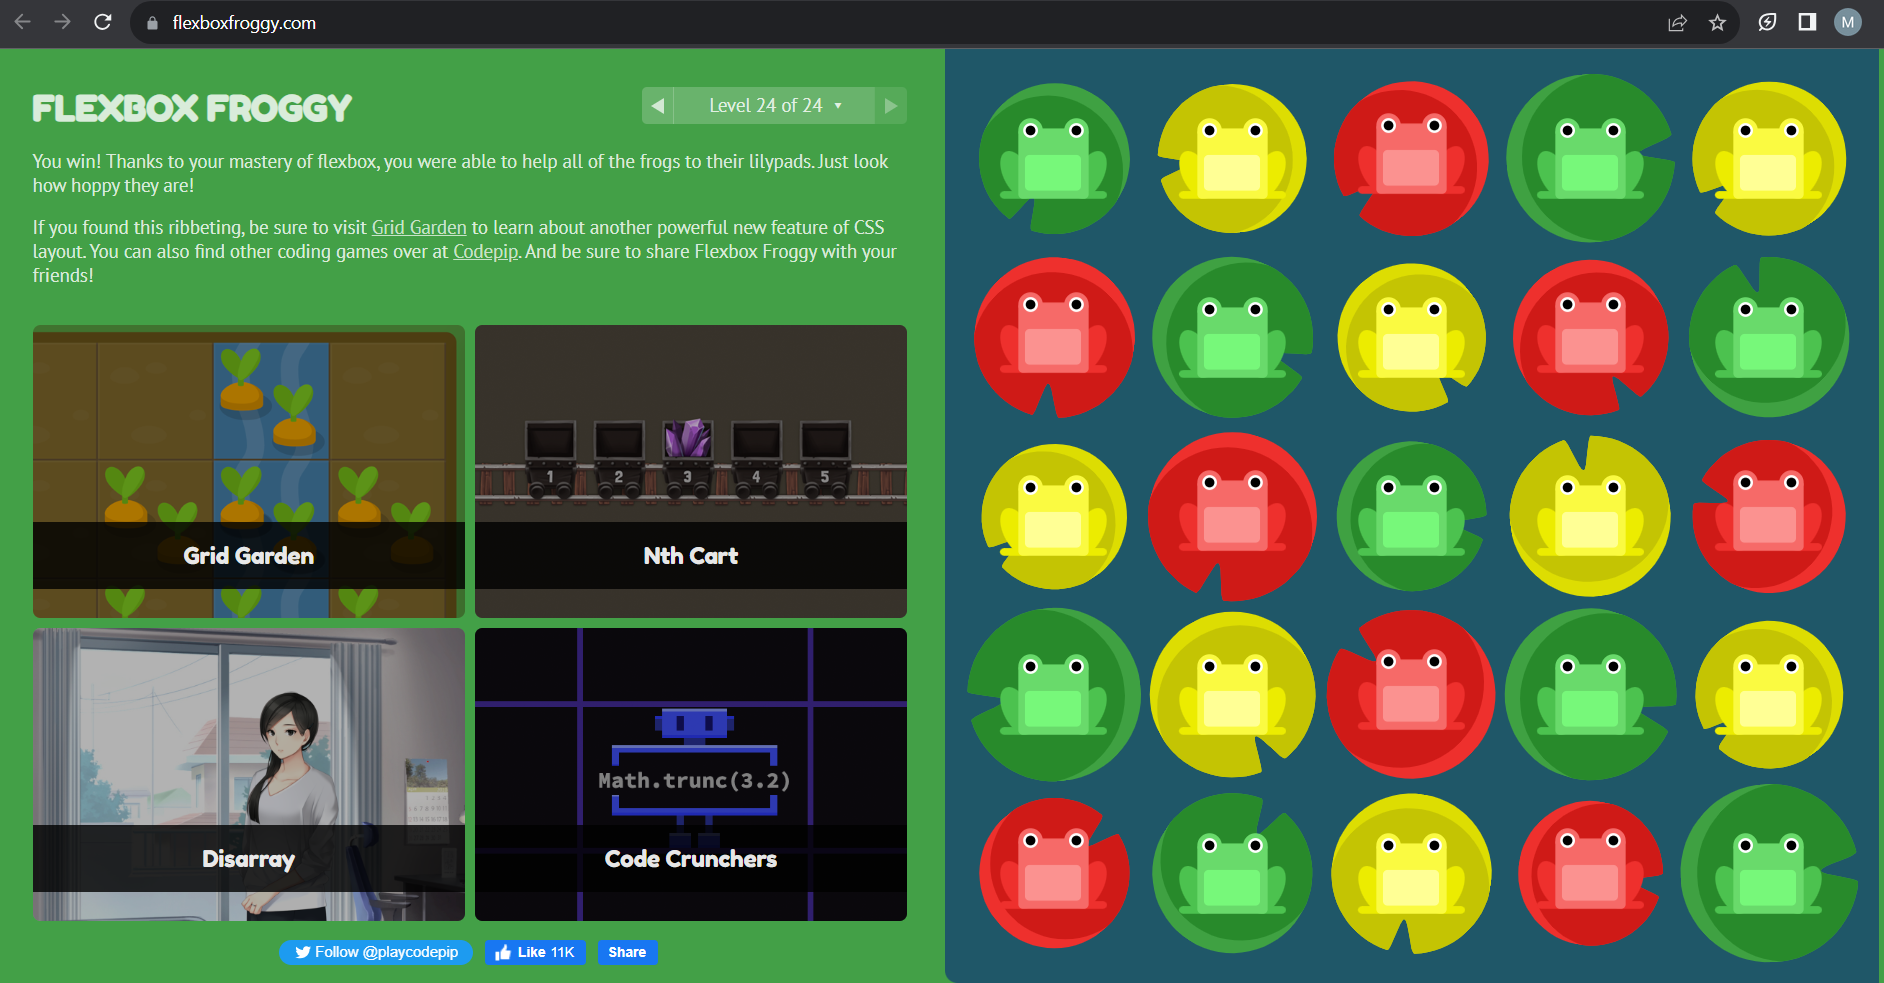 flexboxfroggy.com
M
FLEXBOX FROGGY
Level 24 of 24
You win! Thanks to your mastery of flexbox, you were able to help all of the frogs to their lilypads. Just look
how hoppy they are!
If you found this ribbeting, be sure to visit Grid Garden to learn about another powerful new feature of CSS
layout. You can also find other coding games over at Codepip. And be sure to share Flexbox Froggy with your
friends!
1 2 3 4 5
Grid Garden
Nth Cart
Math.trunc(3.2)
Disarray
Code Crunchers
Follow @playcodepip
Like 11K
Share